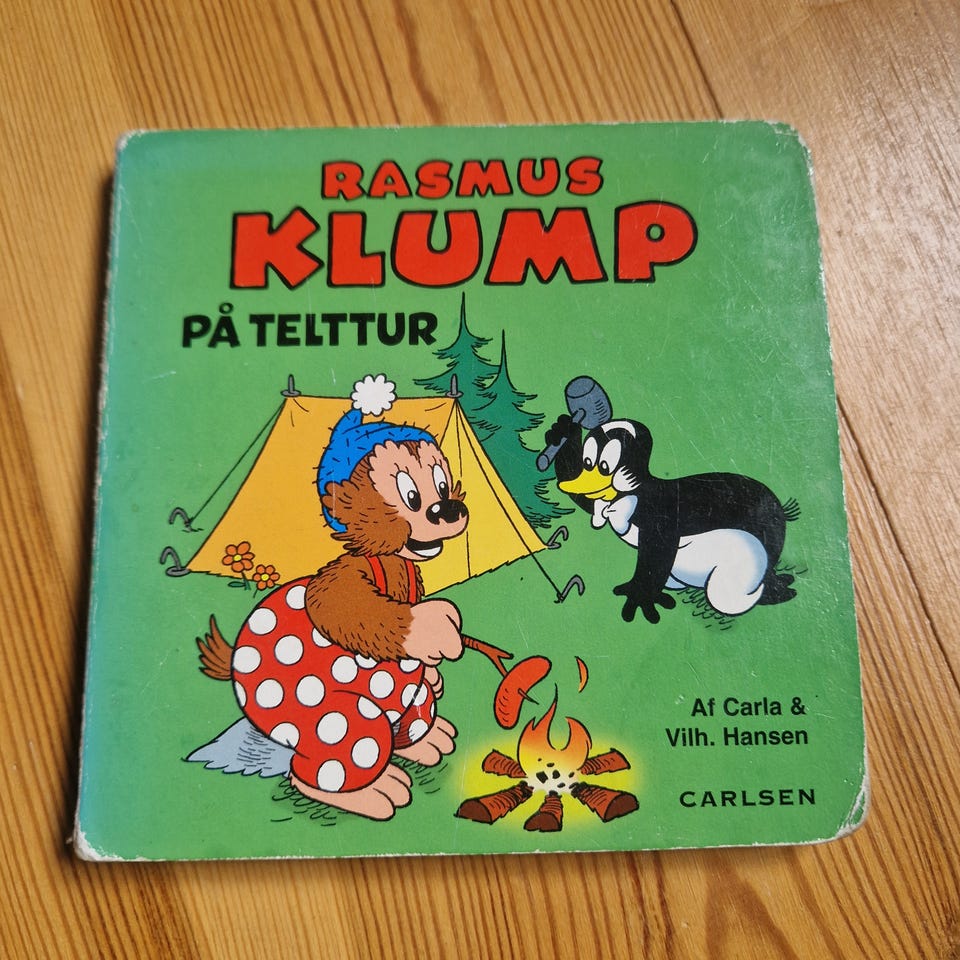 RASMUS
KLUMP
PÅ TELTTUR
Af Carla &
Vilh. Hansen
CARLSEN